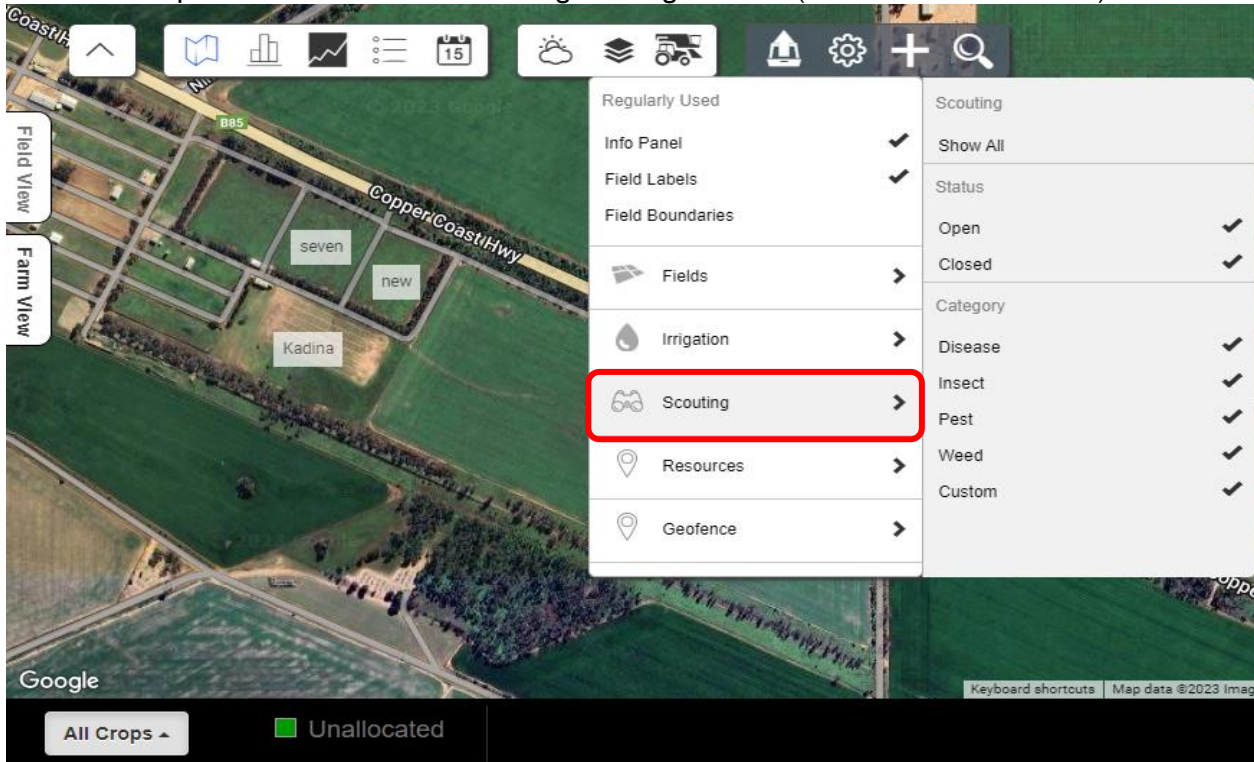 CoastiH
15
B85
Field View
Farm View
Copper Coast Hwy
seven
new
Kadina
Regularly Used
Info Panel
Field Labels
Field Boundaries
Fields
Irrigation
Scouting
Resources
Geofence
Scouting
Show All
Status
Open
Closed
Category
Disease
Insect
Pest
Weed
Custom
Google
Keyboard shortcuts
Map data ©2023 Imag
All Crops
Unallocated